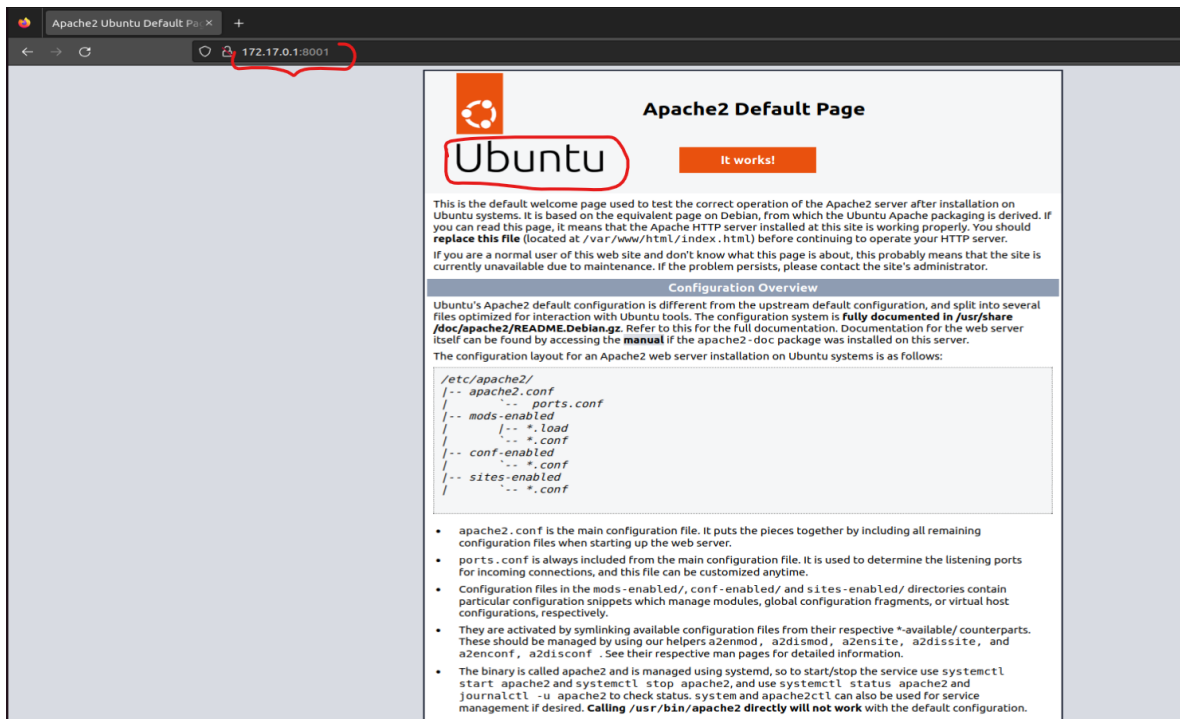 Apache2 Ubuntu Default Pag
172.17.0.1:8001
Apache2 Default Page
Ubuntu
It works!
This is the default welcome page used to test the correct operation of the Apache2 server after installation on
Ubuntu systems. It is based on the equivalent page on Debian, from which the Ubuntu Apache packaging is derived. If
you can read this page, it means that the Apache HTTP server installed at this site is working properly. You should
replace this file (located at /var/www/html/index.html) before continuing to operate your HTTP server.
If you are a normal user of this web site and don't know what this page is about, this probably means that the site is
currently unavailable due to maintenance. If the problem persists, please contact the site's administrator.
Configuration Overview
Ubuntu's Apache2 default configuration is different from the upstream default configuration, and split into several
files optimized for interaction with Ubuntu tools. The configuration system is fully documented in /usr/share
/doc/apache2/README.Debian.gz. Refer to this for the full documentation. Documentation for the web server
itself can be found by accessing the manual if the apache2-doc package was installed on this server.
The configuration layout for an Apache2 web server installation on Ubuntu systems is as follows:
/etc/apache2/
|-- apache2.conf
|       `--  ports.conf
|-- mods-enabled
|       |-- *.load
|       `-- *.conf
|-- conf-enabled
|       `-- *.conf
|-- sites-enabled
|       `-- *.conf
• apache2.conf is the main configuration file. It puts the pieces together by including all remaining
configuration files when starting up the web server.
• ports.conf is always included from the main configuration file. It is used to determine the listening ports
for incoming connections, and this file can be customized anytime.
• Configuration files in the mods-enabled/, conf-enabled/ and sites-enabled/ directories contain
particular configuration snippets which manage modules, global configuration fragments, or virtual host
configurations, respectively.
• They are activated by symlinking available configuration files from their respective *-available/ counterparts.
These should be managed by using our helpers a2enmod, a2dismod, a2ensite, a2dissite, and
a2enconf, a2disconf . See their respective man pages for detailed information.
• The binary is called apache2 and is managed using systemd, so to start/stop the service use systemctl
start apache2 and systemctl stop apache2, and use systemctl status apache2 and
journalctl -u apache2 to check status. system and apache2ctl can also be used for service
management if desired. Calling /usr/bin/apache2 directly will not work with the default configuration.